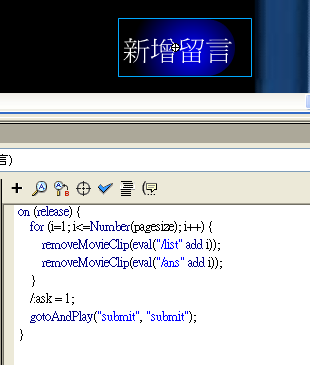 新增留言
言)
on (release) {
for (i=1; i<=Number(pagesize); i++) {
removeMovieClip(eval("/list" add i));
removeMovieClip(eval("/ans" add i));
}
/:ask = 1;
gotoAndPlay("submit", "submit");
}